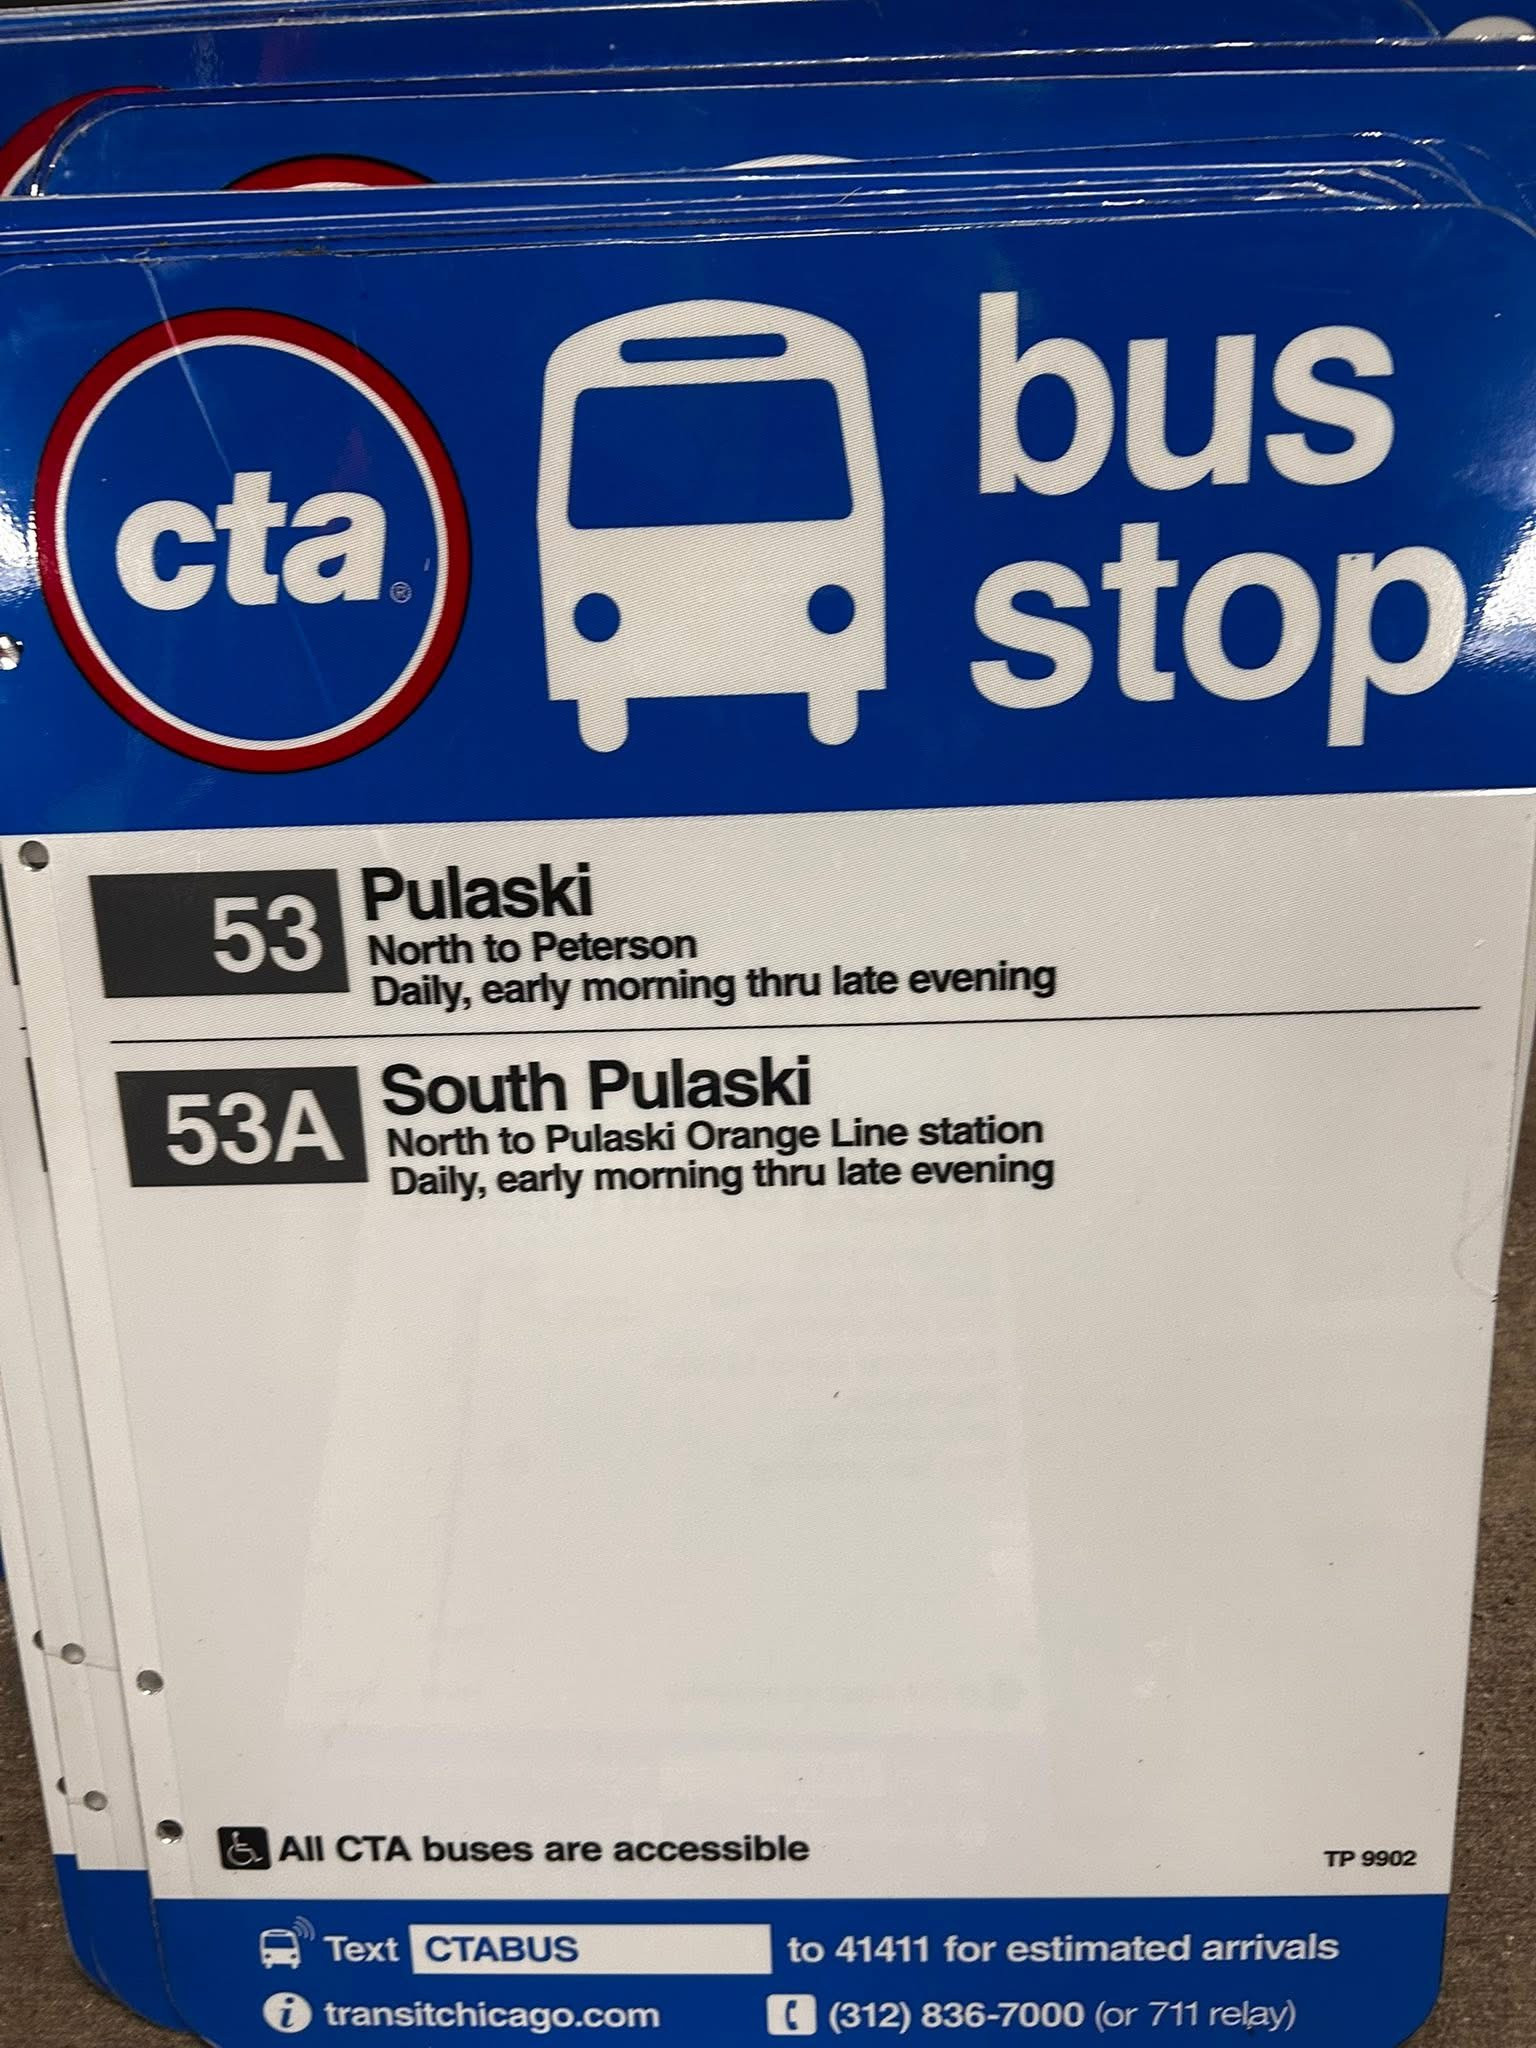 cta®
bus
stop
53 Pulaski
North to Peterson
Daily, early morning thru late evening
53A South Pulaski
North to Pulaski Orange Line station
Daily, early morning thru late evening
All CTA buses are accessible
TP 9902
Text CTABUS to 41411 for estimated arrivals
transitchicago.com (312) 836-7000 (or 711 relay)